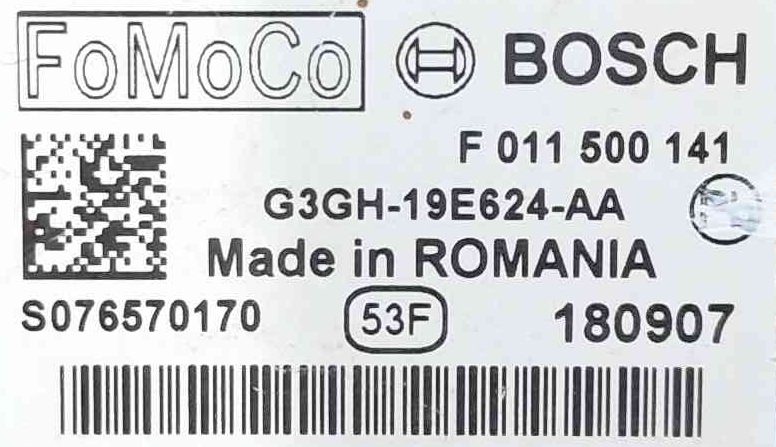 FoMoCo BOSCH
F 011 500 141
G3GH-19E624-AA
Made in ROMANIA
S076570170 53F 180907